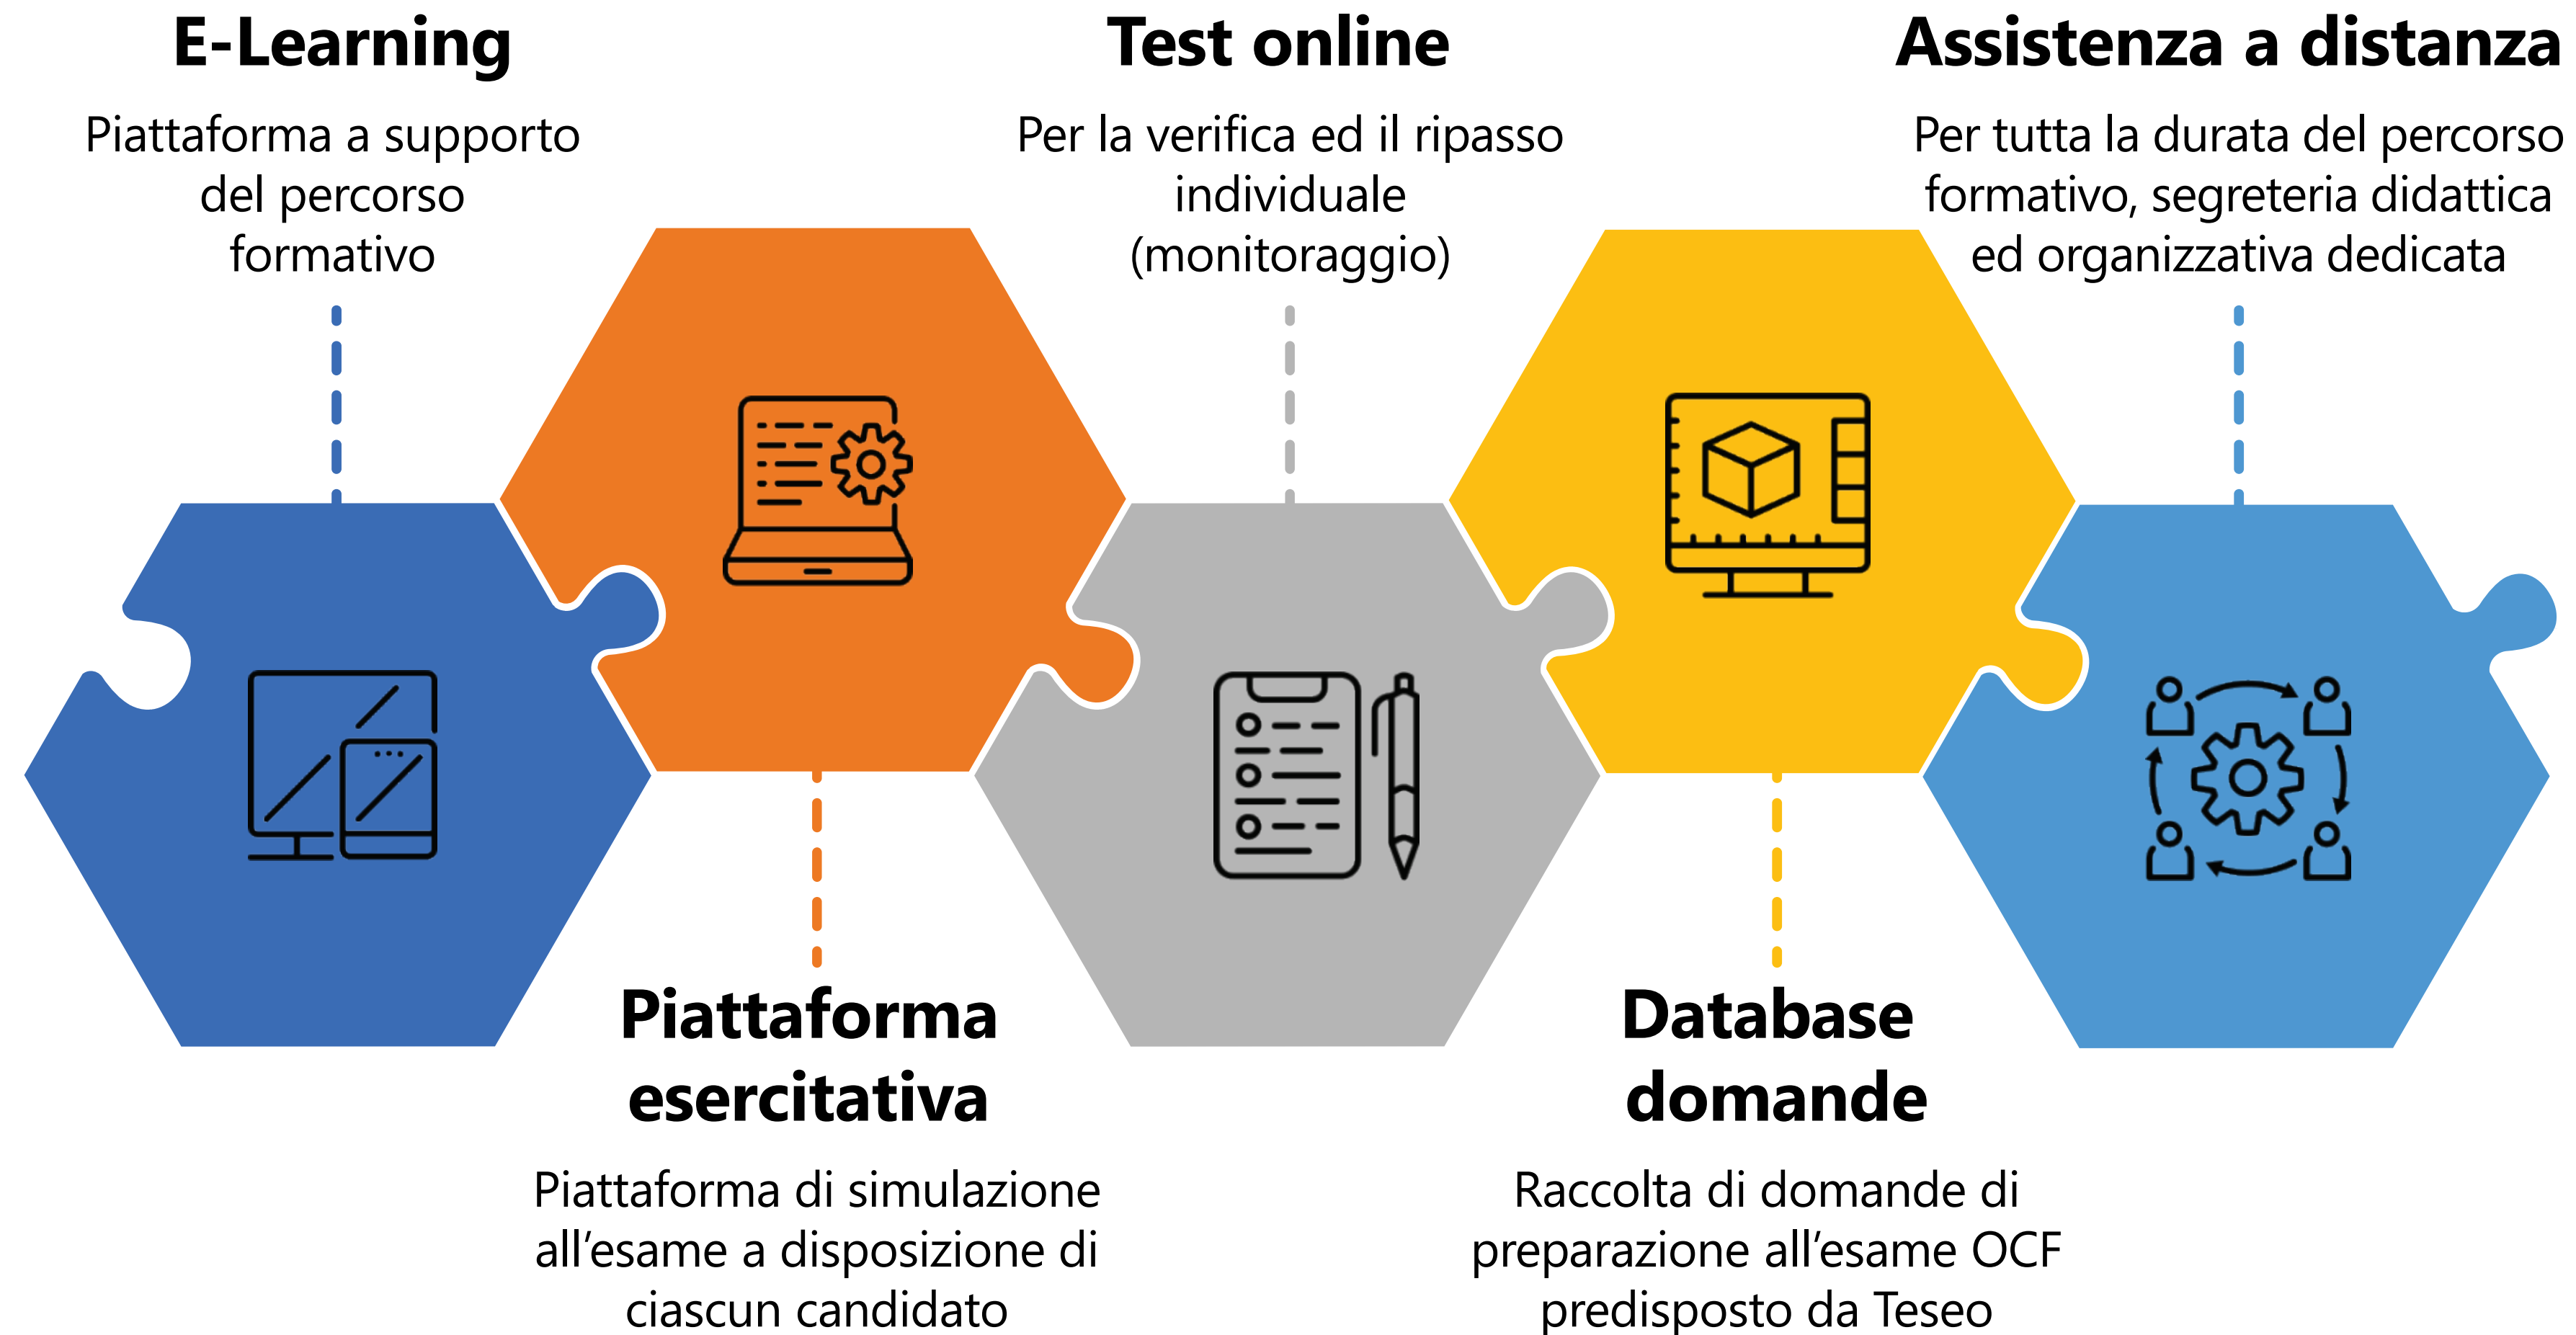 E-Learning
Piattaforma a supporto
del percorso
formativo
Test online
Per la verifica ed il ripasso
individuale
(monitoraggio)
Assistenza a distanza
Per tutta la durata del percorso
formativo, segreteria didattica
ed organizzativa dedicata
Piattaforma
esercitativa
Piattaforma di simulazione
all’esame a disposizione di
ciascun candidato
Database
domande
Raccolta di domande di
preparazione all’esame OCF
predisposto da Teseo